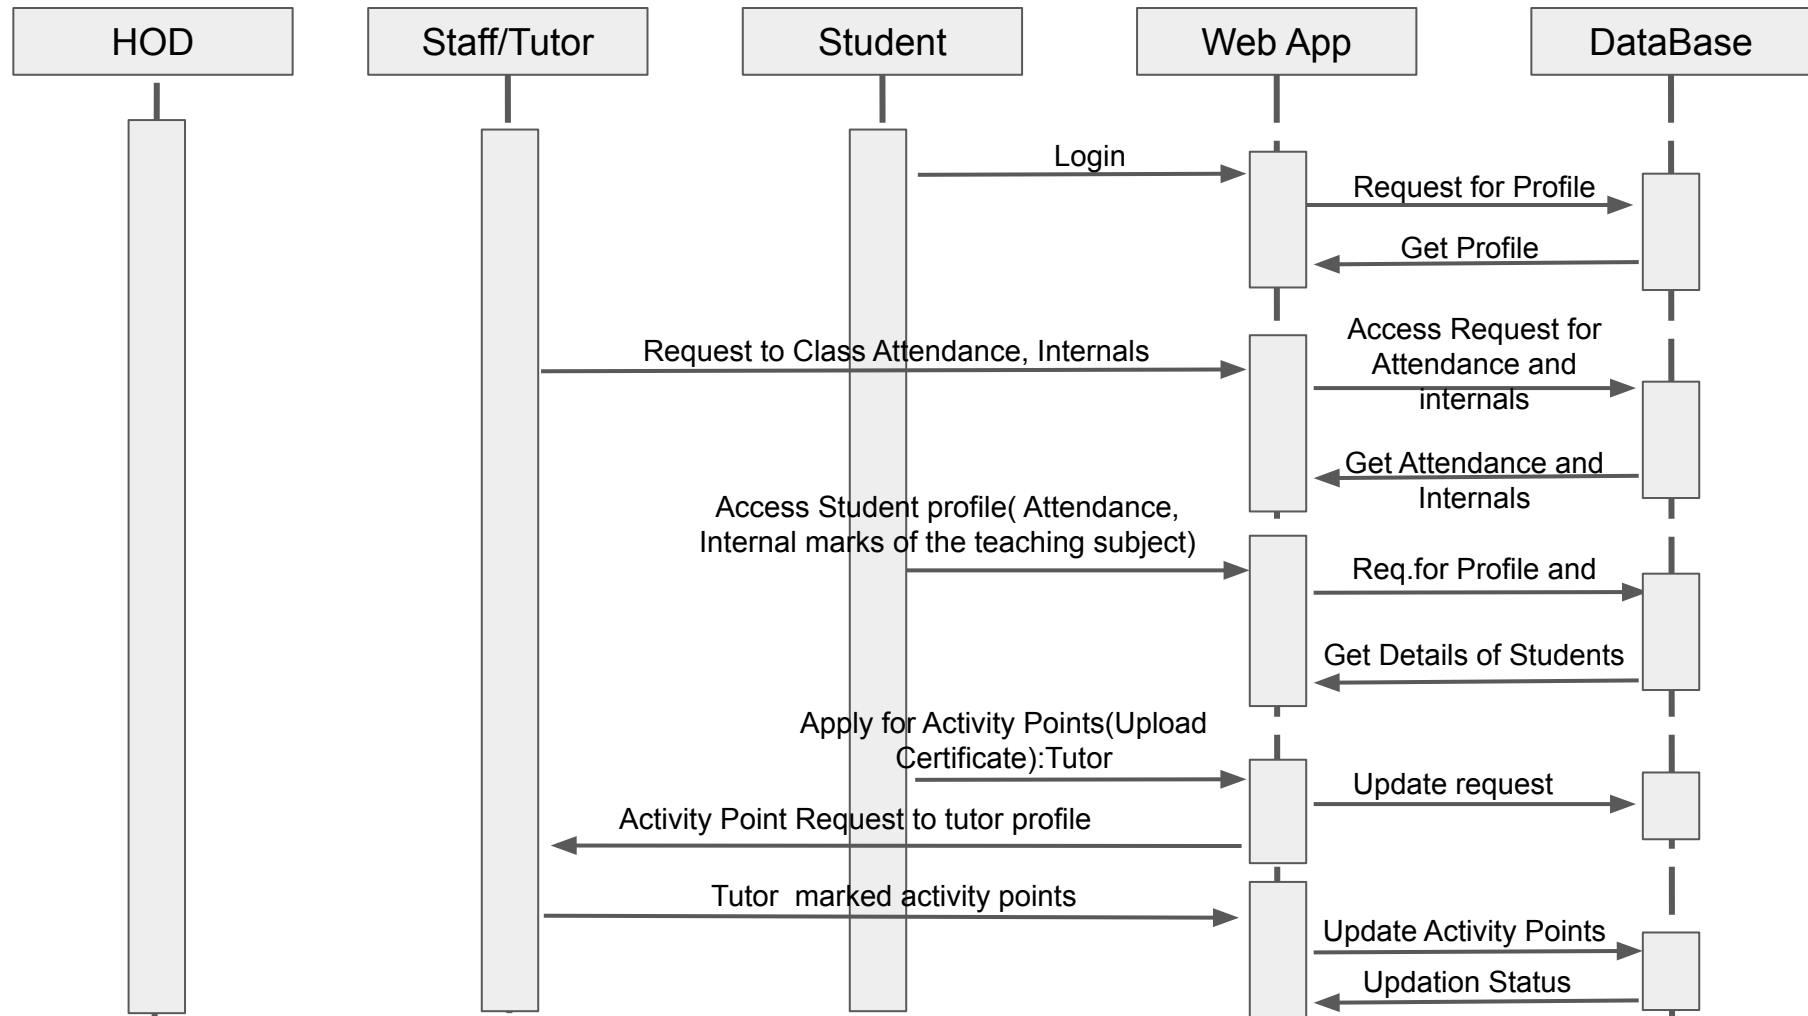 HOD
Staff/Tutor
Student
Web App
DataBase
Login
Request for Profile
Get Profile
Request to Class Attendance, Internals
Access Request for
Attendance and
internals
Get Attendance and
Internals
Access Student profile( Attendance,
Internal marks of the teaching subject)
Req.for Profile and
Get Details of Students
Apply for Activity Points(Upload
Certificate):Tutor
Update request
Activity Point Request to tutor profile
Tutor  marked activity points
Update Activity Points
Updation Status